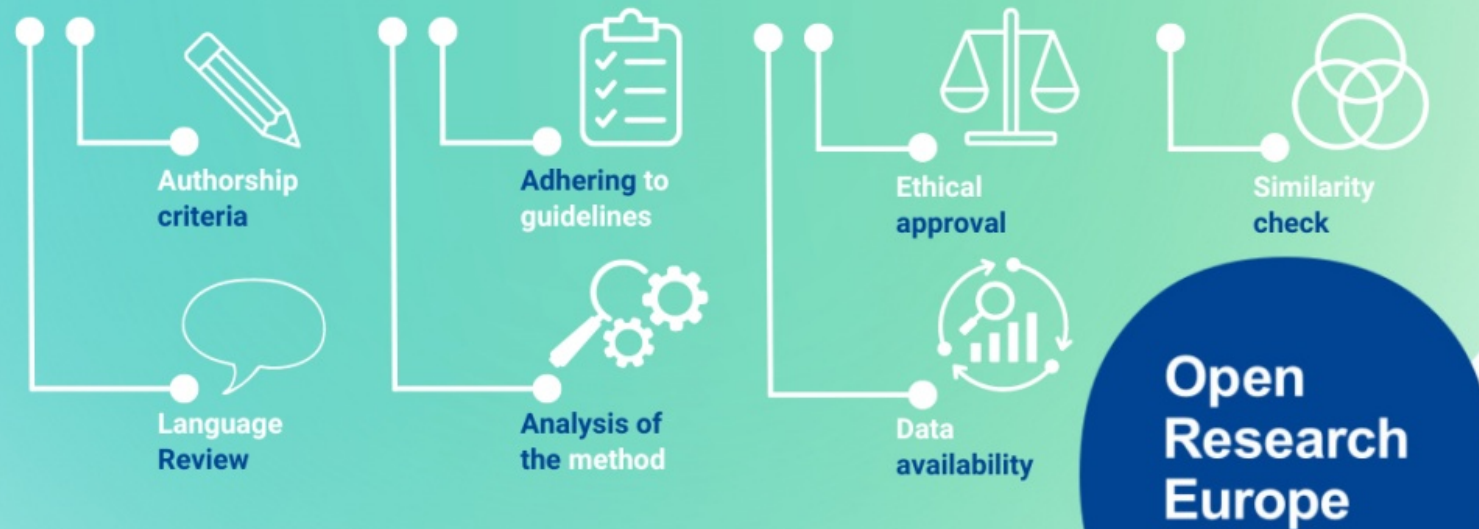 Authorship
criteria
Adhering to
guidelines
Ethical
approval
Similarity
check
Language
Review
Analysis of
the method
Data
availability
Open
Research
Europe